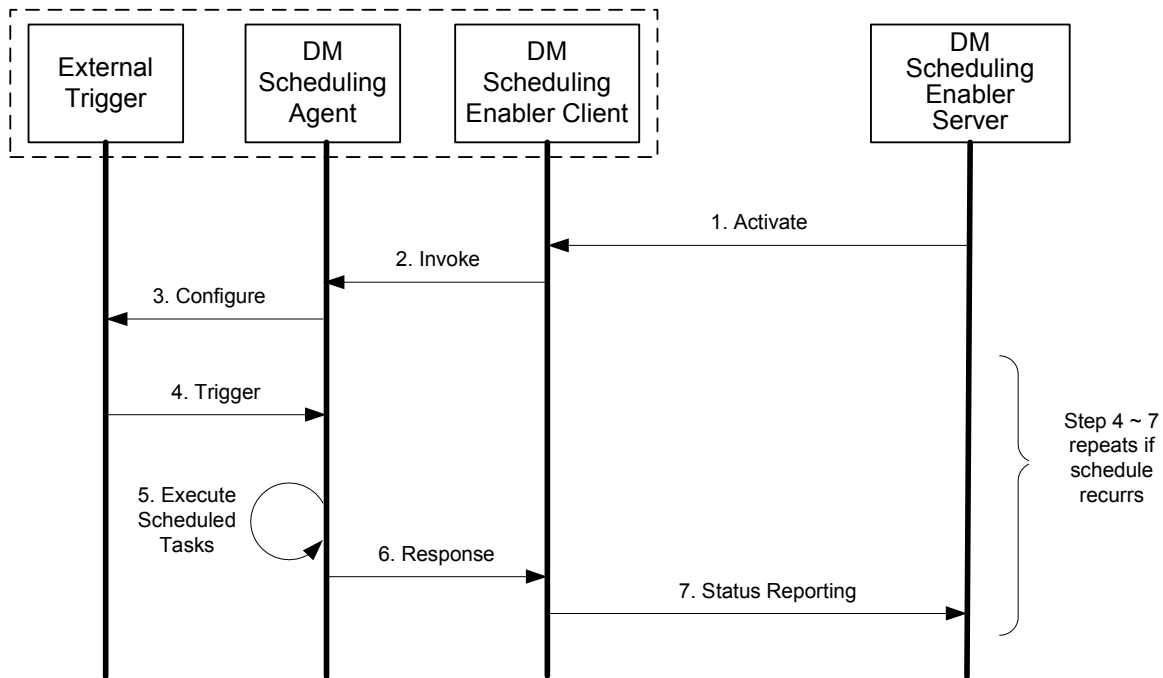 External
Trigger
DM
Scheduling
Agent
DM
Scheduling
Enabler Client
DM
Scheduling
Enabler
Server
1. Activate
2. Invoke
3. Configure
4. Trigger
5. Execute
Scheduled
Tasks
6. Response
7. Status Reporting
Step 4 ~ 7
repeats if
schedule
recurrs